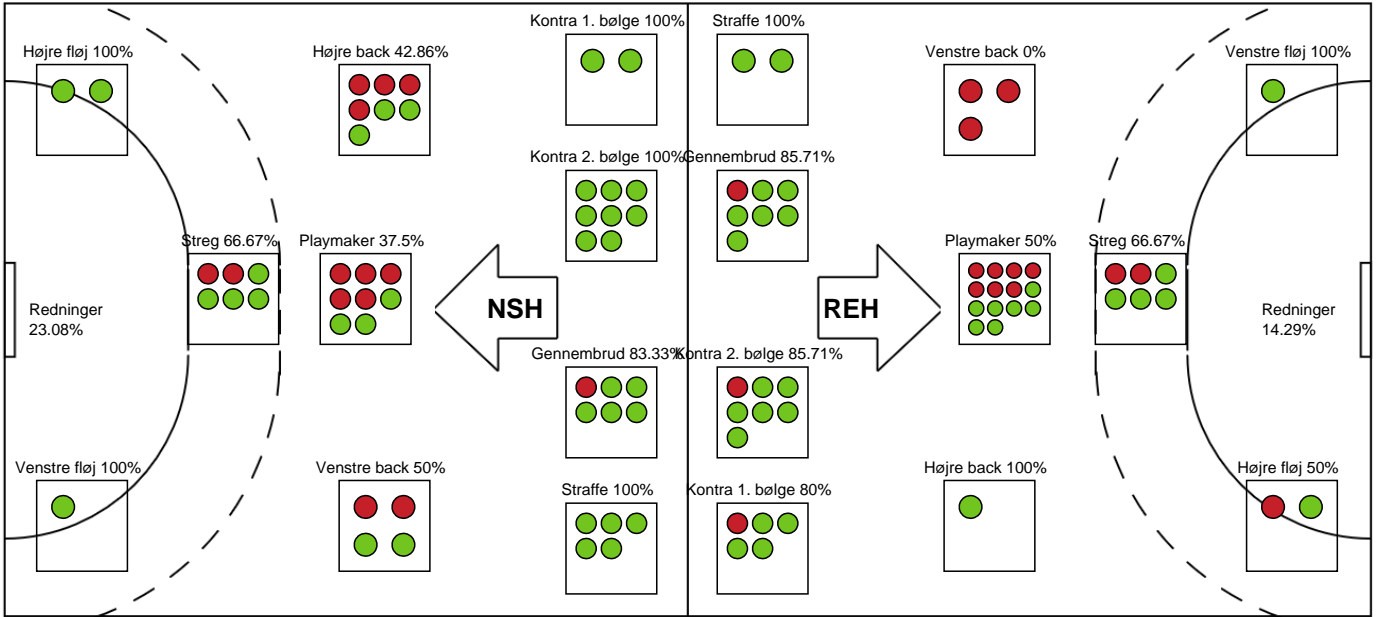 Kontra 1. bølge 100%
Straffe 100%
Højre fløj 100%
Højre back 42.86%
Venstre back 0%
Venstre fløj 100%
Kontra 2. bølge 100%
Gennembrud 85.71%
Streg 66.67%
Playmaker 37.5%
Playmaker 50%
Streg 66.67%
Redninger
23.08%
NSH
REH
Redninger
14.29%
Gennembrud 83.33%
Kontra 2. bølge 85.71%
Venstre fløj 100%
Venstre back 50%
Højre back 100%
Højre fløj 50%
Straffe 100%
Kontra 1. bølge 80%